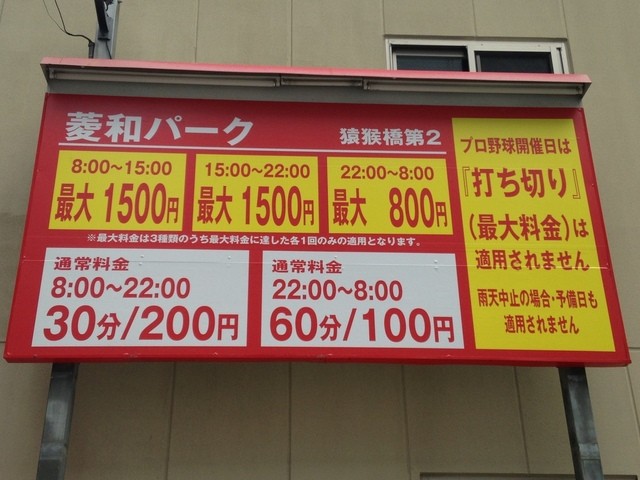 菱和パーク
猿猴橋第2
8:00～15:00
最大 1500円
15:00～22:00
最大 1500円
22:00～8:00
最大 800円
※最大料金は3種類のうち最大料金に達した各1回のみの適用となります。
通常料金
8:00～22:00
30分/200円
通常料金
22:00～8:00
60分/100円
プロ野球開催日は
『打ち切り』
(最大料金)は
適用されません
雨天中止の場合・予備日も
適用されません